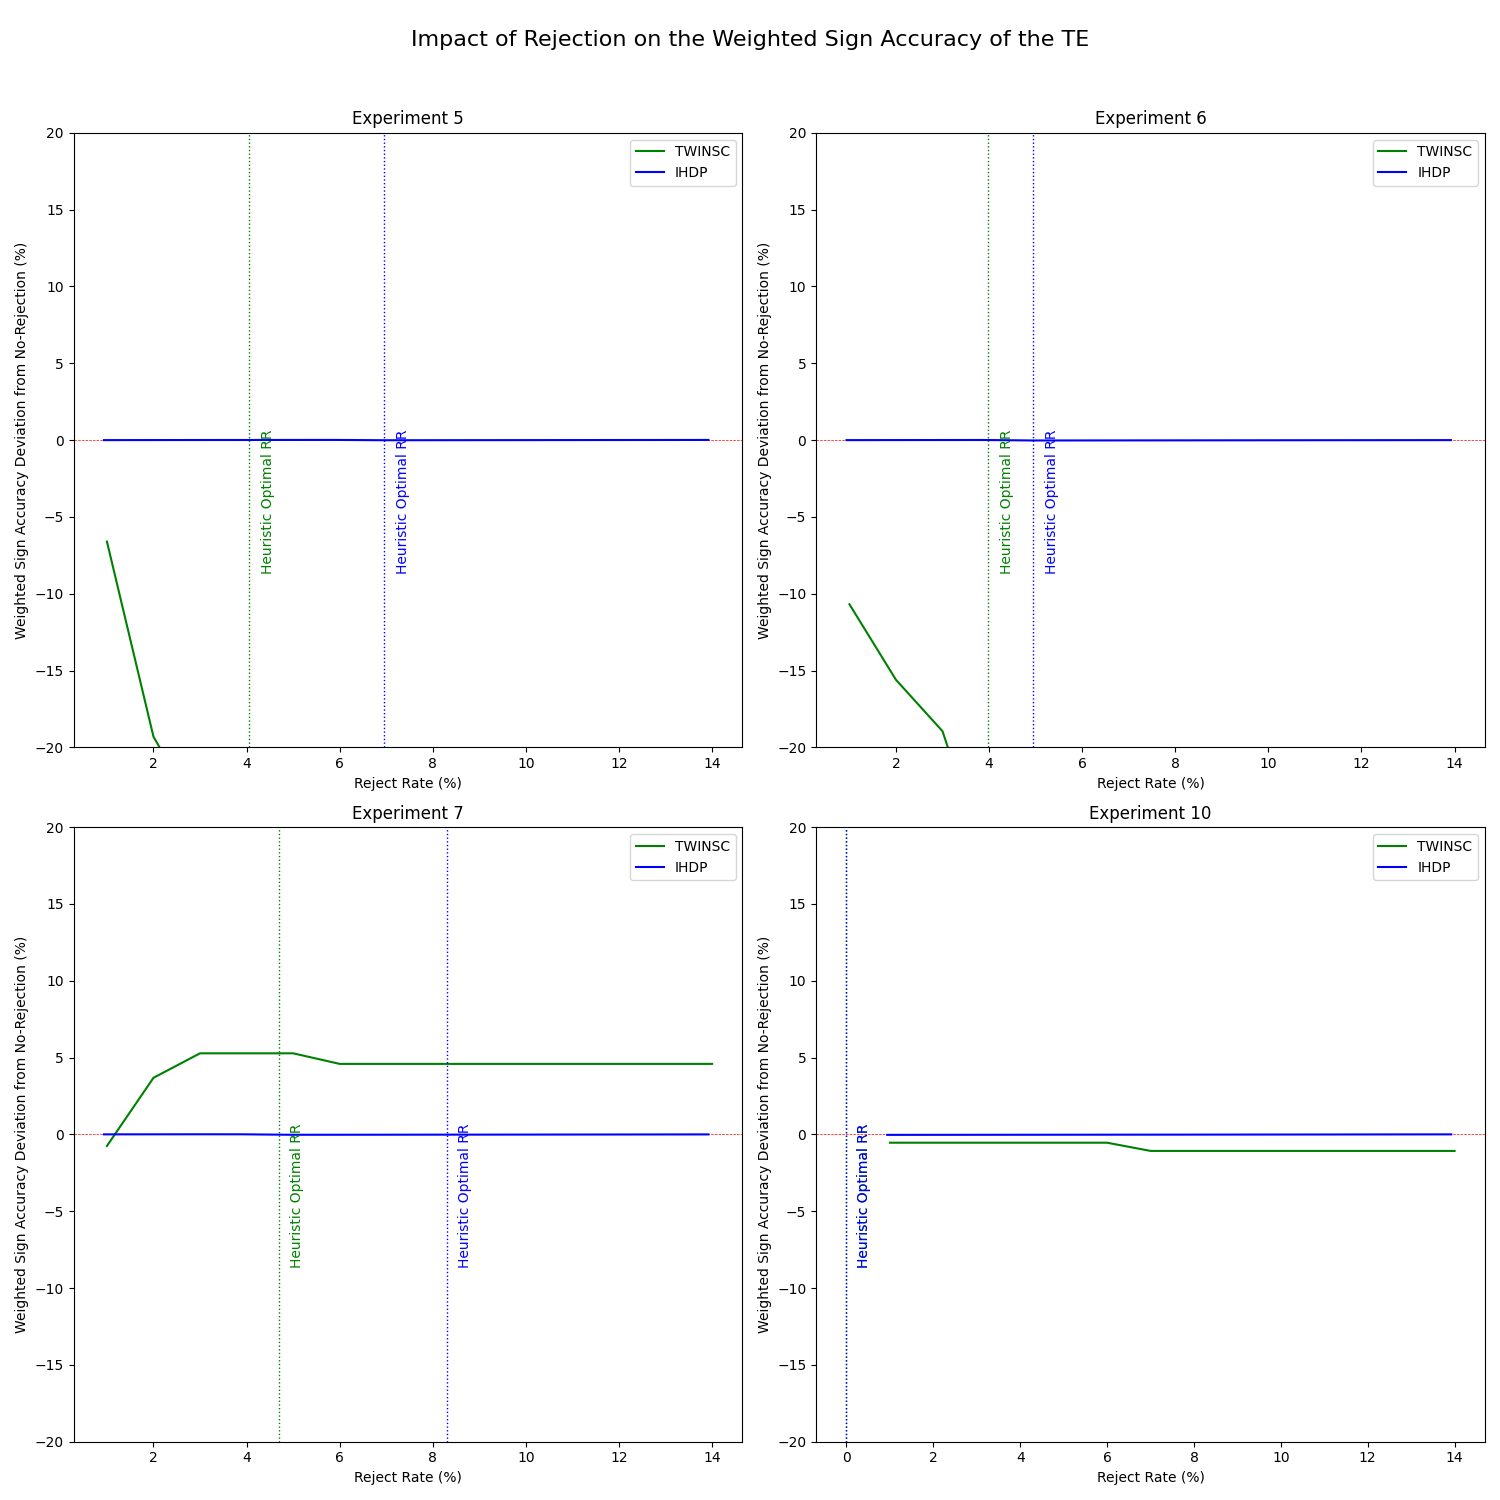 Impact of Rejection on the Weighted Sign Accuracy of the TE
Experiment 5
Weighted Sign Accuracy Deviation from No-Rejection (%)
20
15
10
5
0
−5
−10
−15
−20
TWINSC
IHDP
Heuristic Optimal RR
Heuristic Optimal RR
2 4 6 8 10 12 14
Reject Rate (%)
Experiment 6
Weighted Sign Accuracy Deviation from No-Rejection (%)
20
15
10
5
0
−5
−10
−15
−20
TWINSC
IHDP
Heuristic Optimal RR
Heuristic Optimal RR
2 4 6 8 10 12 14
Reject Rate (%)
Experiment 7
Weighted Sign Accuracy Deviation from No-Rejection (%)
20
15
10
5
0
−5
−10
−15
−20
TWINSC
IHDP
Heuristic Optimal RR
Heuristic Optimal RR
2 4 6 8 10 12 14
Reject Rate (%)
Experiment 10
Weighted Sign Accuracy Deviation from No-Rejection (%)
20
15
10
5
0
−5
−10
−15
−20
TWINSC
IHDP
Heuristic Optimal RR
0 2 4 6 8 10 12 14
Reject Rate (%)